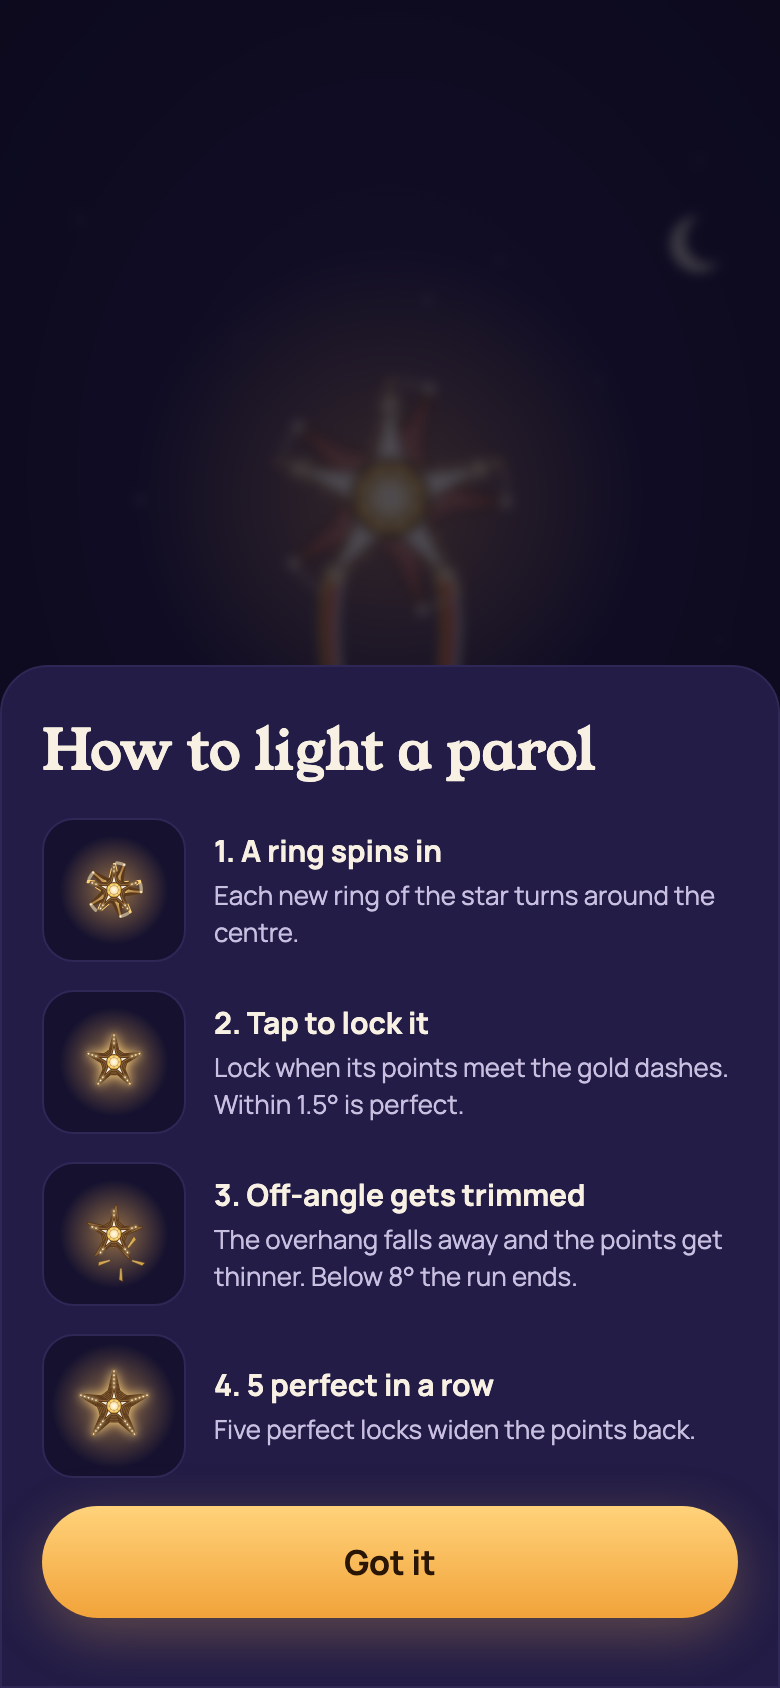 How to light a parol
1. A ring spins in
Each new ring of the star turns around the
centre.
2. Tap to lock it
Lock when its points meet the gold dashes.
Within 1.5° is perfect.
3. Off-angle gets trimmed
The overhang falls away and the points get
thinner. Below 8° the run ends.
4. 5 perfect in a row
Five perfect locks widen the points back.
Got it